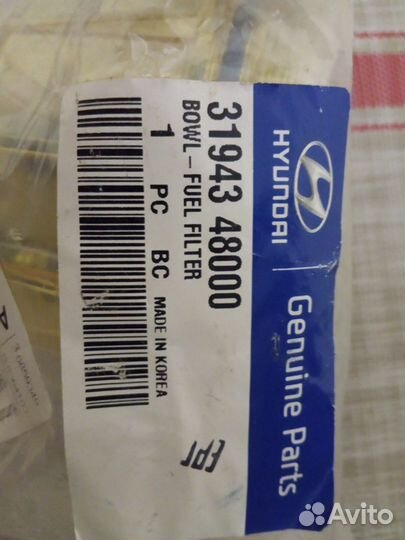 HYUNDAI
Genuine Parts
31943 48000
BOWL-FUEL FILTER
1 PC BC MADE IN KOREA
Avito